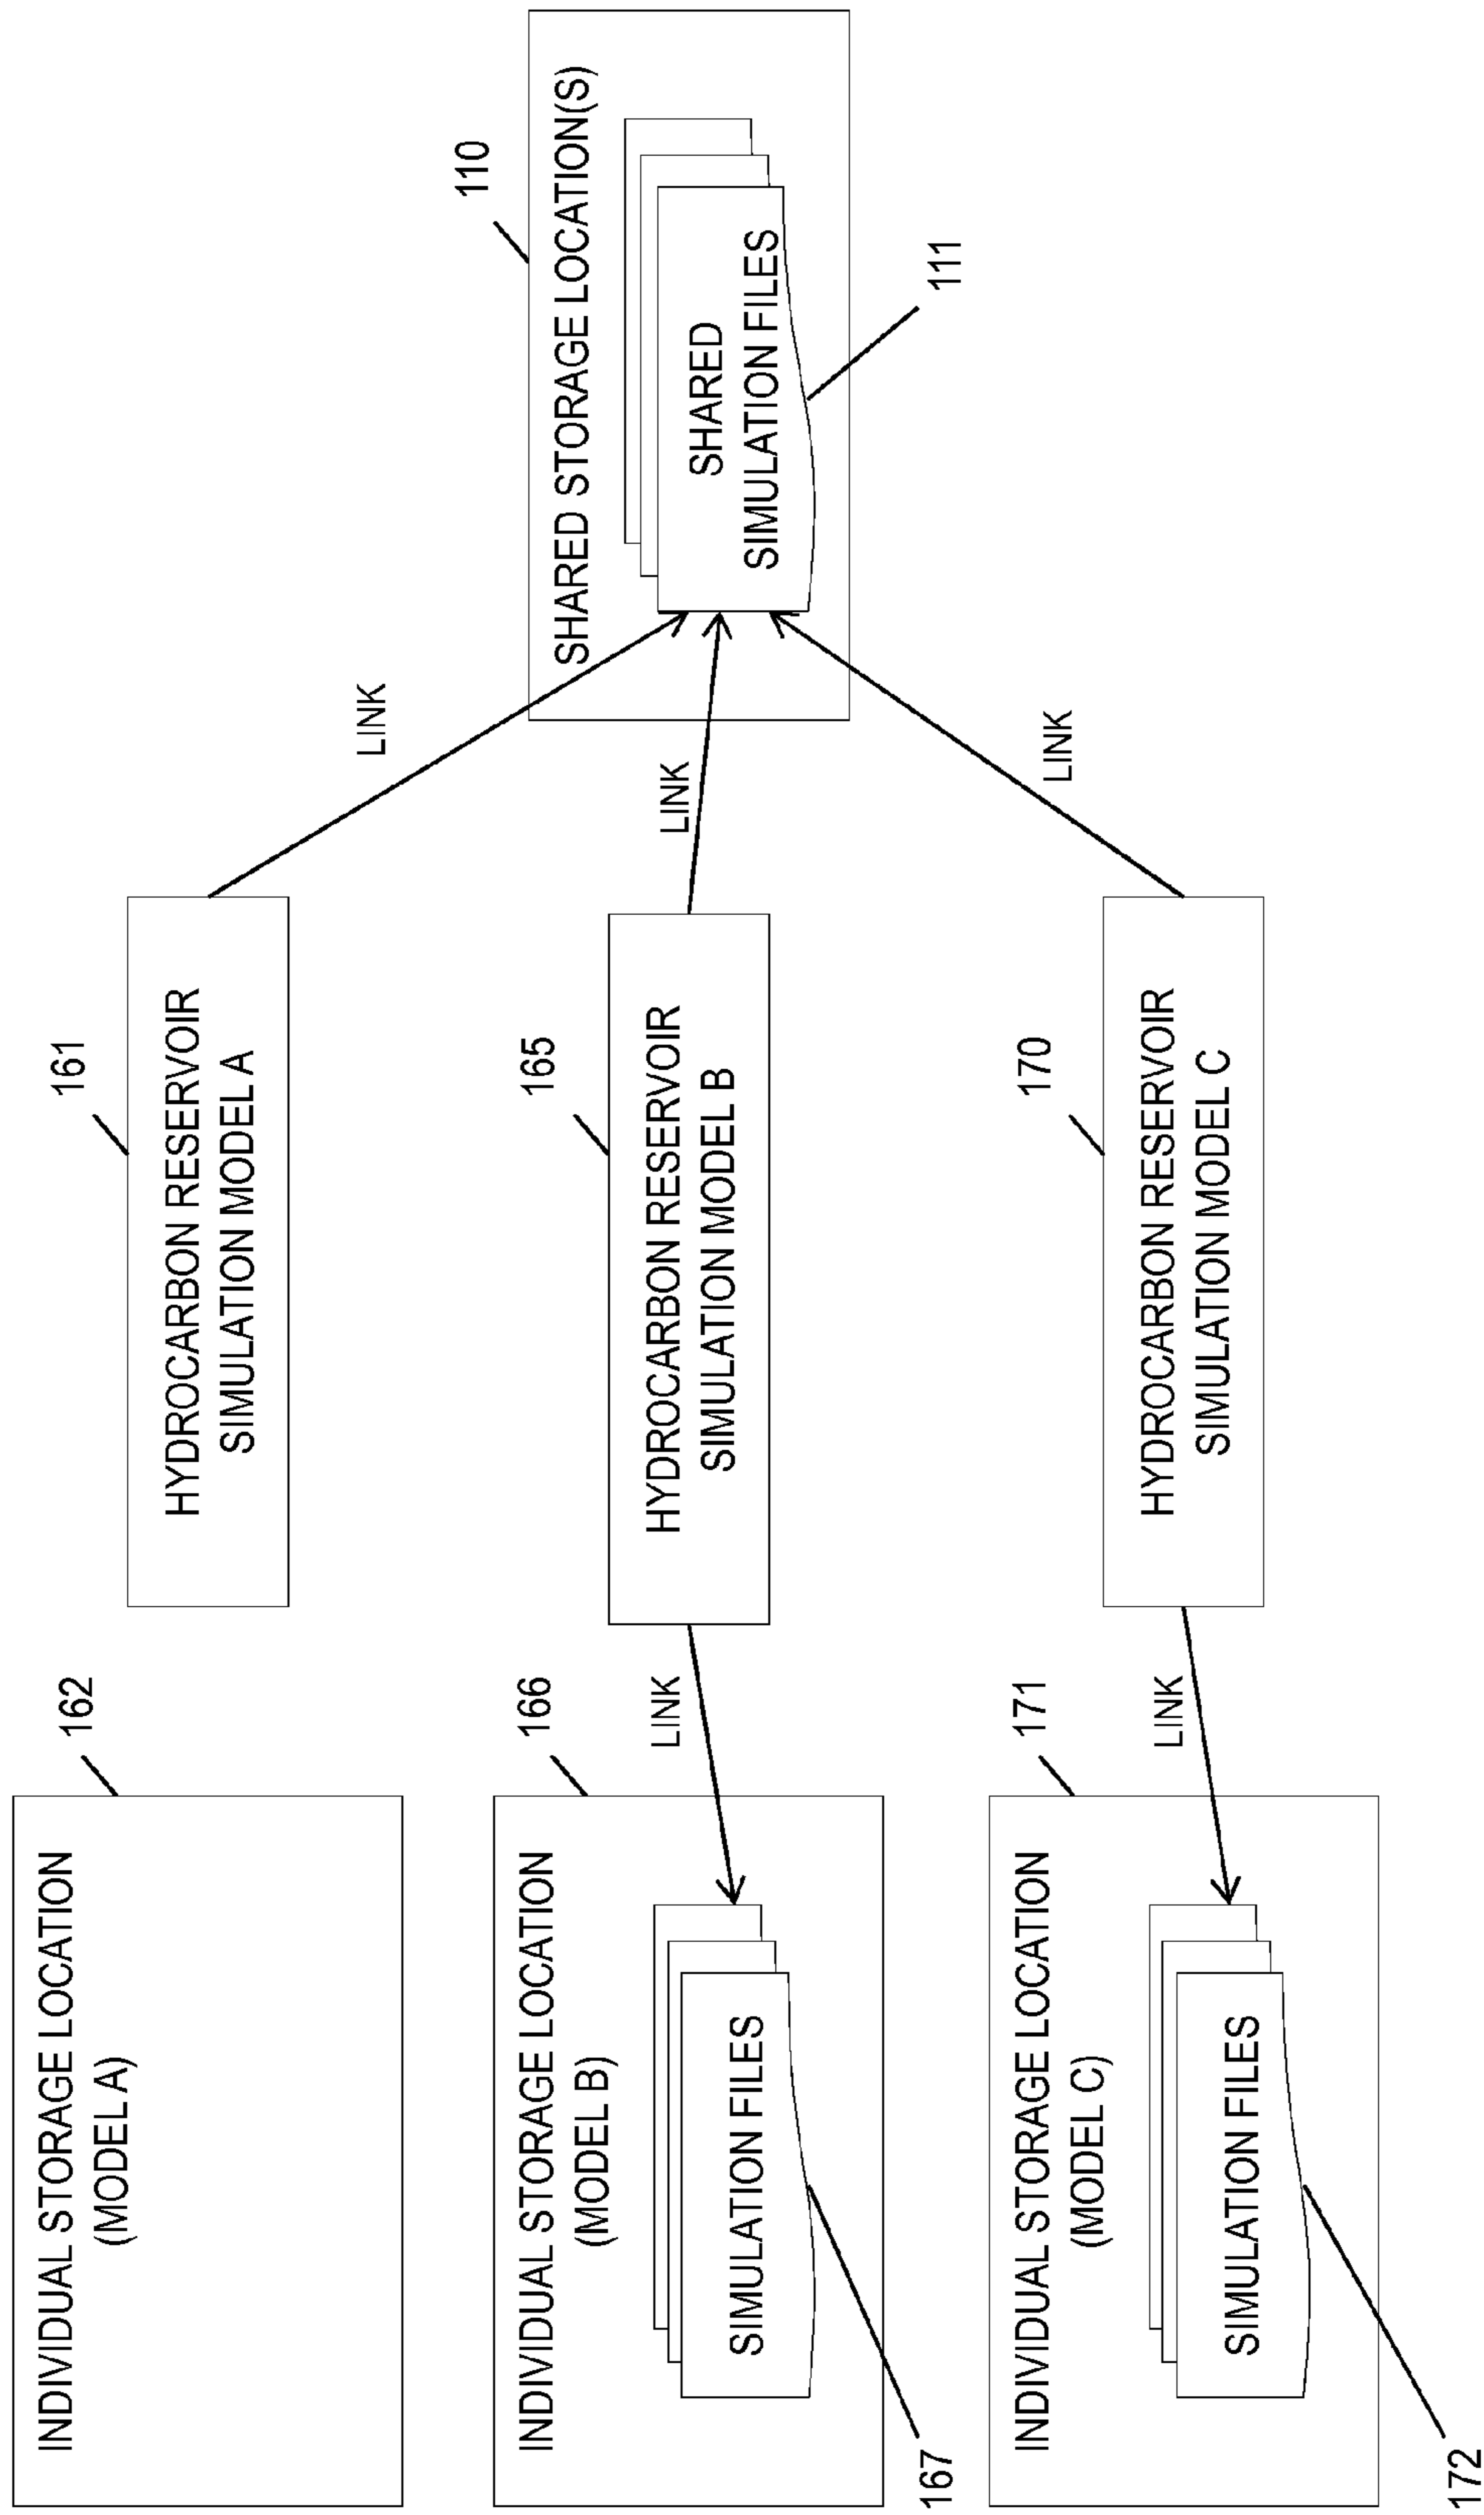 162
INDIVIDUAL STORAGE LOCATION
(MODEL A)
161
HYDROCARBON RESERVOIR
SIMULATION MODEL A
LINK
110
SHARED STORAGE LOCATION(S)
SHARED
SIMULATION FILES
111
166
INDIVIDUAL STORAGE LOCATION
(MODEL B)
SIMULATION FILES
167
LINK
165
HYDROCARBON RESERVOIR
SIMULATION MODEL B
LINK
171
INDIVIDUAL STORAGE LOCATION
(MODEL C)
SIMULATION FILES
172
LINK
170
HYDROCARBON RESERVOIR
SIMULATION MODEL C
LINK